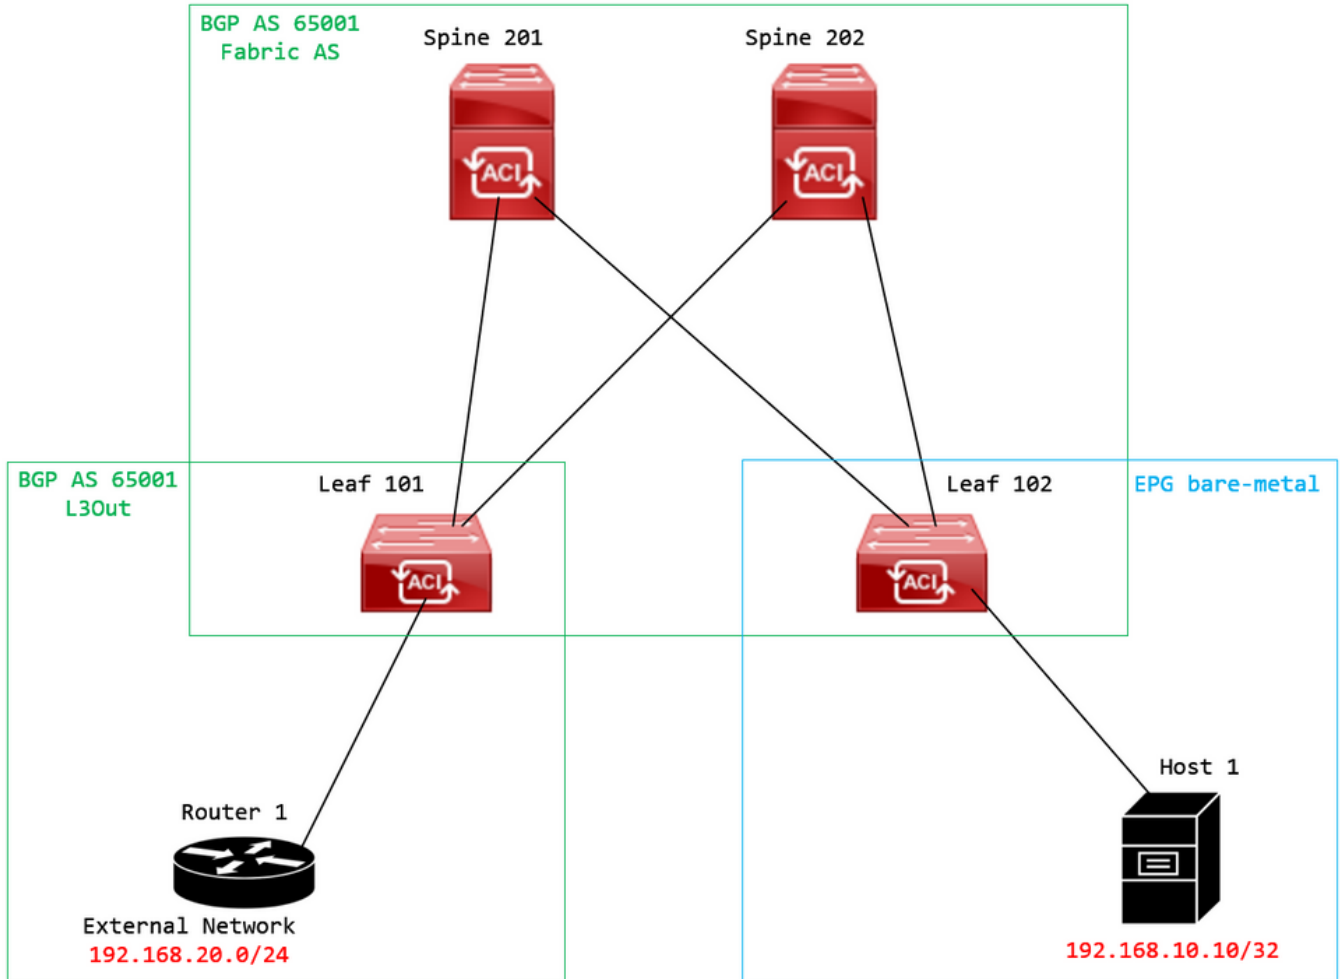 BGP AS 65001
Fabric AS
Spine 201
Spine 202
ACI
ACI
BGP AS 65001
L3Out
Leaf 101
Leaf 102
EPG bare-metal
ACI
ACI
Host 1
Router 1
External Network
192.168.20.0/24
192.168.10.10/32